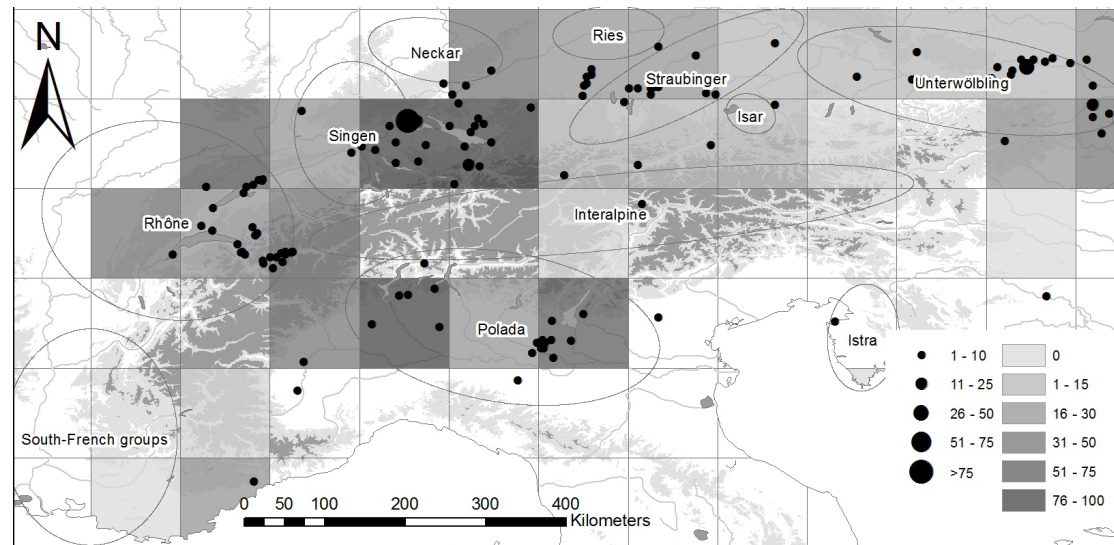 N
Neckar
Ries
Straubinger
Unterwölbling
Isar
Singen
Rhône
Interalpine
Polada
Istra
South-French groups
1 - 10
11 - 25
26 - 50
51 - 75
>75
0
1 - 15
16 - 30
31 - 50
51 - 75
76 - 100
0 50 100 200 300 400
Kilometers